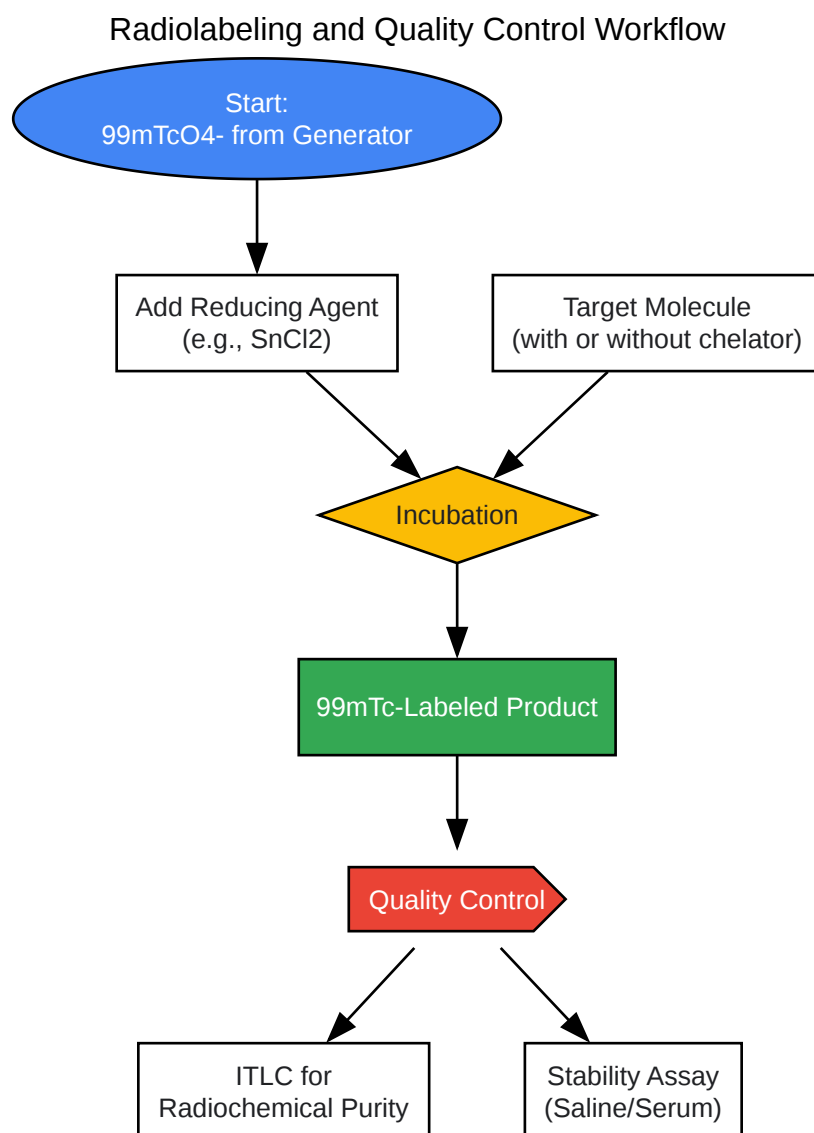 Radiolabeling and Quality Control Workflow
Start:
99mTcO4- from Generator
Add Reducing Agent
(e.g., SnCl2)
Target Molecule
(with or without chelator)
Incubation
99mTc-Labeled Product
Quality Control
ITLC for
Radiochemical Purity
Stability Assay
(Saline/Serum)